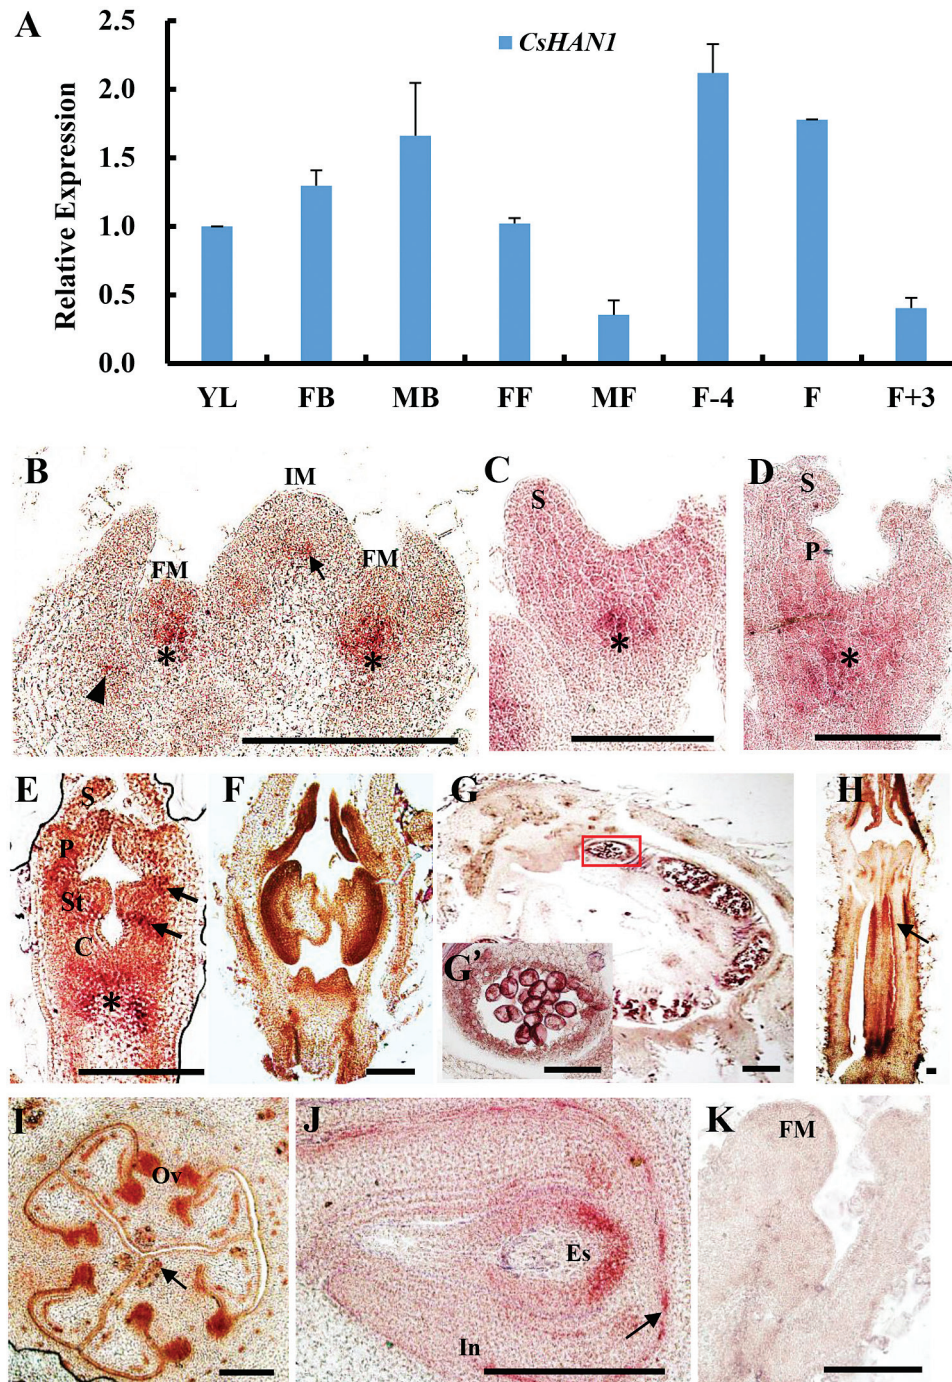 A
CsHAN1
Relative Expression
2.5
2.0
1.5
1.0
0.5
0.0
YL FB MB FF MF F-4 F F+3
B
IM
FM
FM
*
*
C
S
*
D
S
P
*
E
S
P
St
C
*
F
G
G’
H
I
Ov
J
Es
In
K
FM